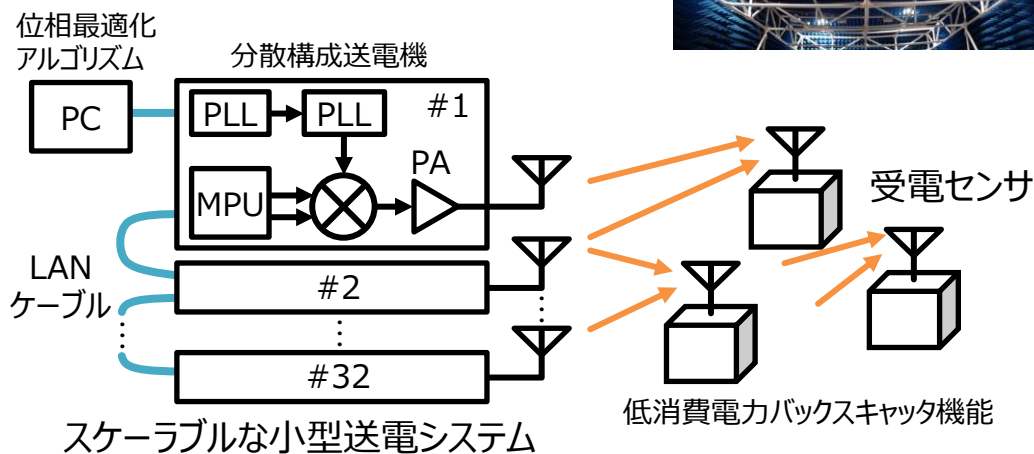 位相最適化
アルゴリズム
PC
分散構成送電機
PLL
PLL
#1
MPU
PA
LAN
ケーブル
#2
#32
受電センサ
低消費電力バックスキャッタ機能
スケーラブルな小型送電システム